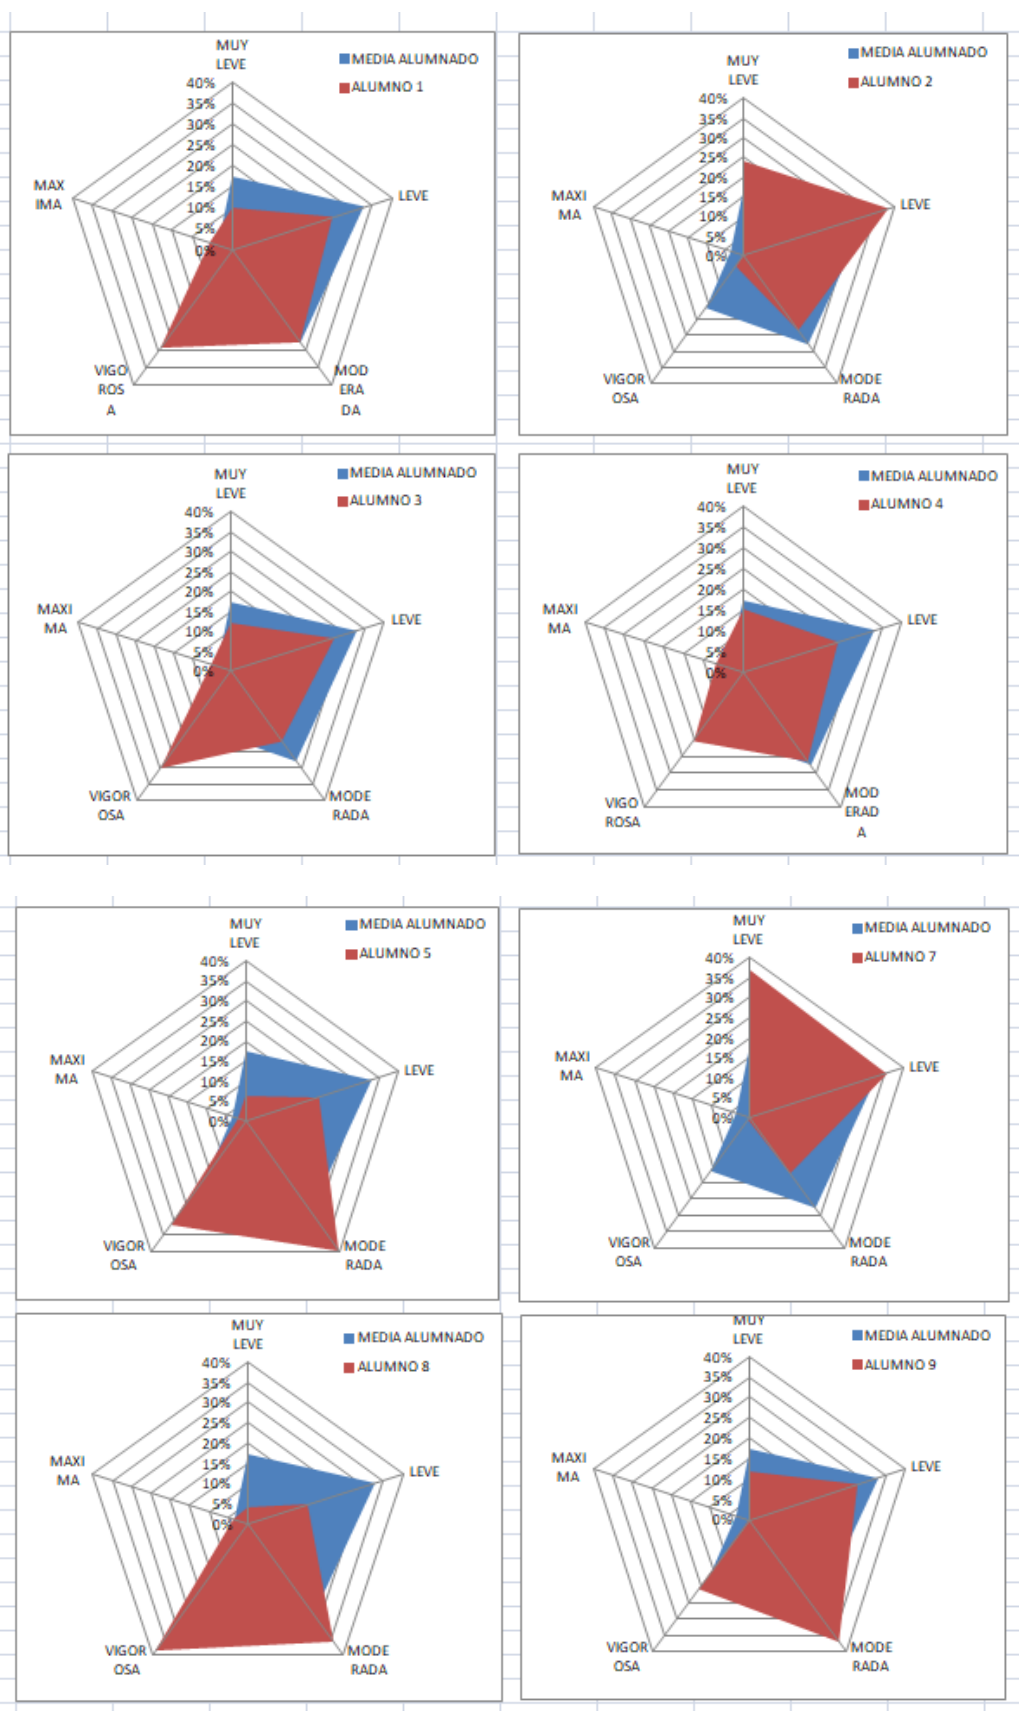 MUY
LEVE
MEDIA ALUMNADO
ALUMNO 1
40%
35%
30%
25%
20%
15%
10%
5%
0%
MAX
IMA
LEVE
VIGO
ROS
A
MOD
ERA
DA
MUY
LEVE
MEDIA ALUMNADO
ALUMNO 2
40%
35%
30%
25%
20%
15%
10%
5%
0%
MAXI
MA
LEVE
VIGOR
OSA
MODE
RADA
MUY
LEVE
MEDIA ALUMNADO
ALUMNO 3
40%
35%
30%
25%
20%
15%
10%
5%
0%
MAXI
MA
LEVE
VIGOR
OSA
MODE
RADA
MUY
LEVE
MEDIA ALUMNADO
ALUMNO 4
40%
35%
30%
25%
20%
15%
10%
5%
0%
MAXI
MA
LEVE
VIGO
ROSA
MOD
ERAD
A
MUY
LEVE
MEDIA ALUMNADO
ALUMNO 5
40%
35%
30%
25%
20%
15%
10%
5%
0%
MAXI
MA
LEVE
VIGOR
OSA
MODE
RADA
MUY
LEVE
MEDIA ALUMNADO
ALUMNO 7
40%
35%
30%
25%
20%
15%
10%
5%
0%
MAXI
MA
LEVE
VIGOR
OSA
MODE
RADA
MUY
LEVE
MEDIA ALUMNADO
ALUMNO 8
40%
35%
30%
25%
20%
15%
10%
5%
0%
MAXI
MA
LEVE
VIGOR
OSA
MODE
RADA
MUY
LEVE
MEDIA ALUMNADO
ALUMNO 9
40%
35%
30%
25%
20%
15%
10%
5%
0%
MAXI
MA
LEVE
VIGOR
OSA
MODE
RADA